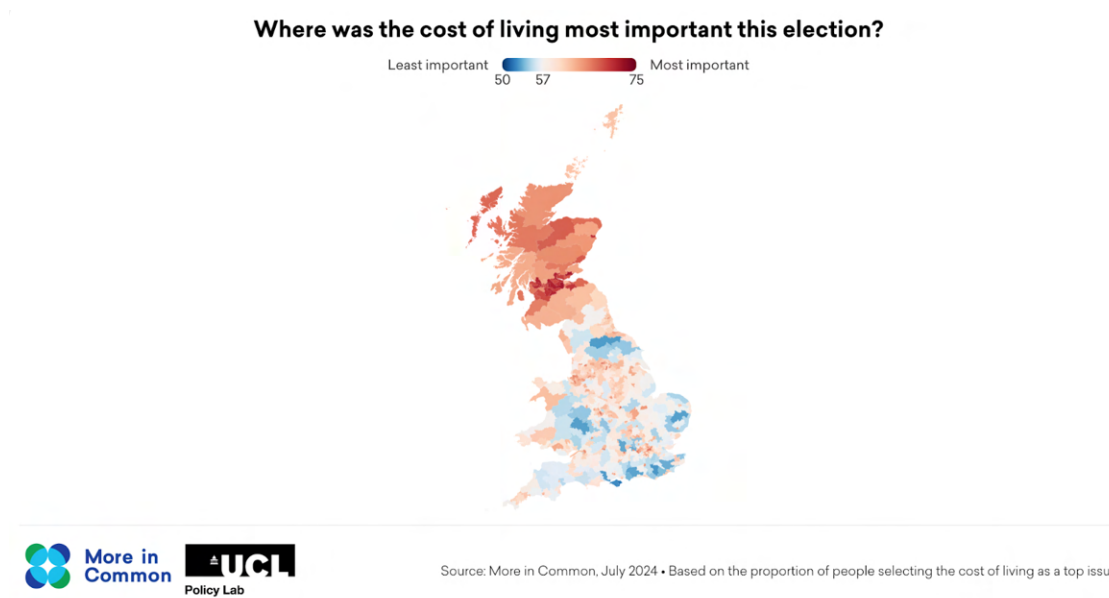 Where was the cost of living most important this election?
Least important 50 57 75 Most important
More in Common
UCL
Policy Lab
Source: More in Common, July 2024 • Based on the proportion of people selecting the cost of living as a top issu